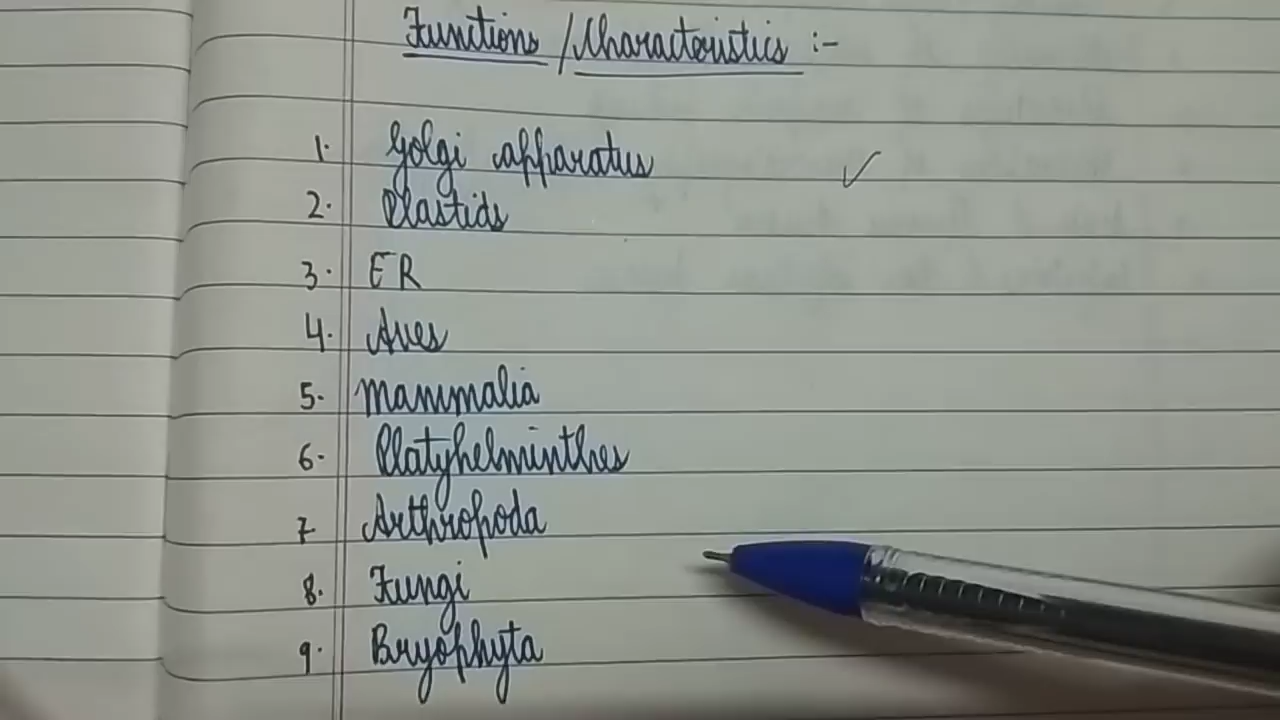 Functions / Characteristics :-
1. Golgi apparatus ✓
2. Plastids
3. ER
4. Aves
5. Mammalia
6. Platyhelminthes
7 Arthropoda
8. Fungi
9. Bryophyta